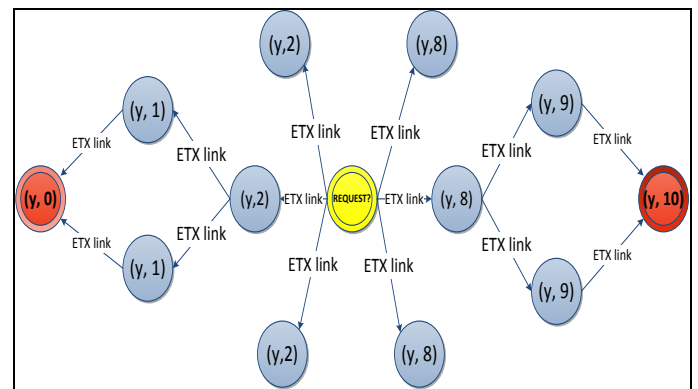 (y,2)
(y,8)
(y, 1)
(y, 9)
ETX link
ETX link
ETX link
ETX link
ETX link
ETX link
(y, 0)
(y,2)
ETX link
REQUEST?
ETX link
(y, 8)
(y, 10)
ETX link
ETX link
ETX link
ETX link
ETX link
ETX link
(y, 1)
(y, 9)
(y,2)
(y, 8)